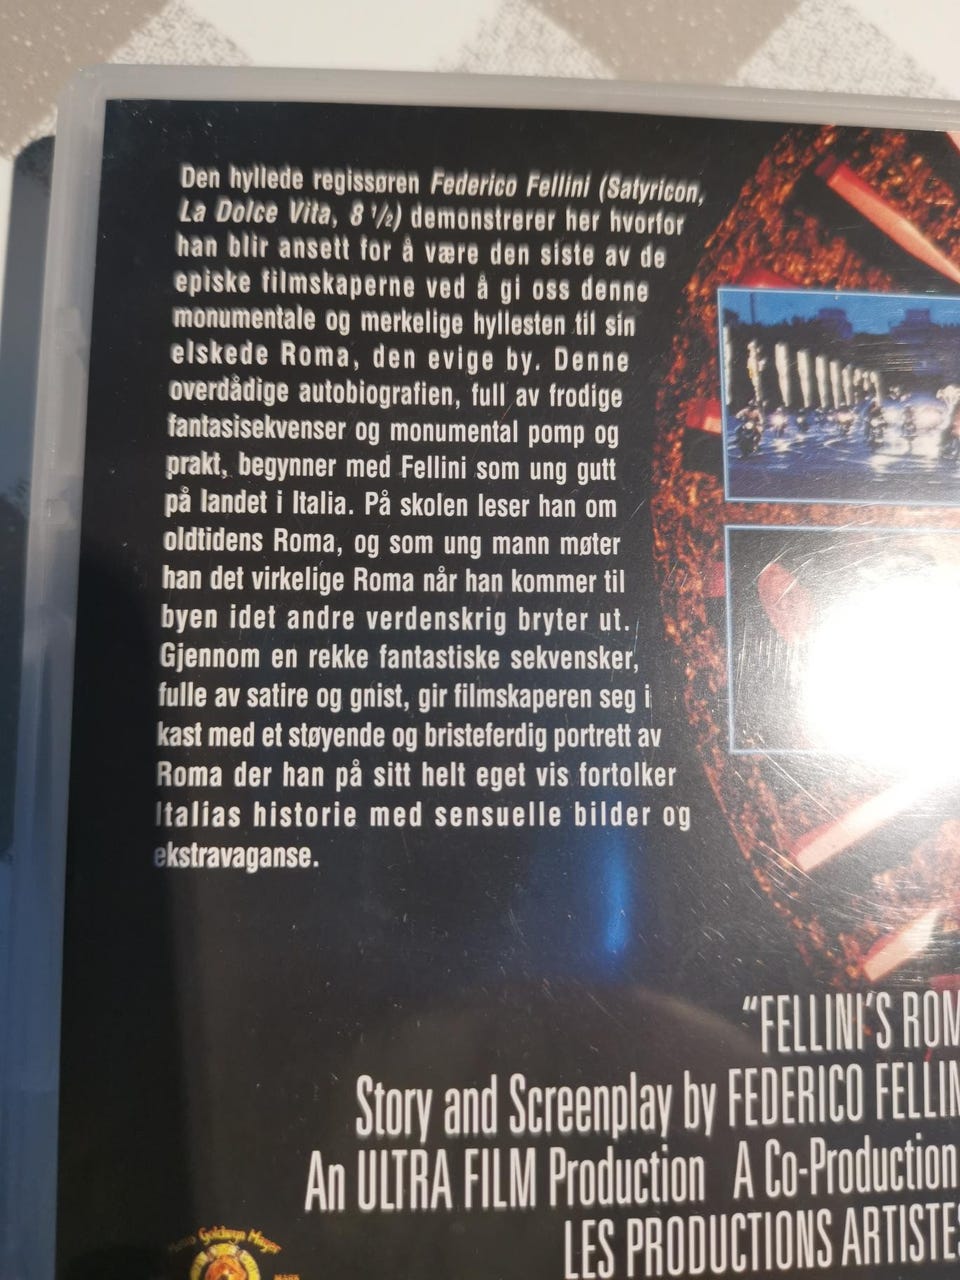 Den hyllede regissøren Federico Fellini (Satyricon,
La Dolce Vita, 8 ½) demonstrerer her hvorfor
han blir ansett for å være den siste av de
episke filmskaperne ved å gi oss denne
monumentale og merkelige hyllesten til sin
elskede Roma, den evige by. Denne
overdådige autobiografien, full av frodige
fantasisekvenser og monumental pomp og
prakt, begynner med Fellini som ung gutt
på landet i Italia. På skolen leser han om
oldtidens Roma, og som ung mann møter
han det virkelige Roma når han kommer til
byen idet andre verdenskrig bryter ut.
Gjennom en rekke fantastiske sekvensker,
fulle av satire og gnist, gir filmskaperen seg i
kast med et støyende og bristeferdig portrett av
Roma der han på sitt helt eget vis fortolker
Italias historie med sensuelle bilder og
ekstravaganse.
"FELLINI'S ROM
Story and Screenplay by FEDERICO FELLIN
An ULTRA FILM Production A Co-Production
LES PRODUCTIONS ARTISTES
Metro Goldwyn Mayer
MARK